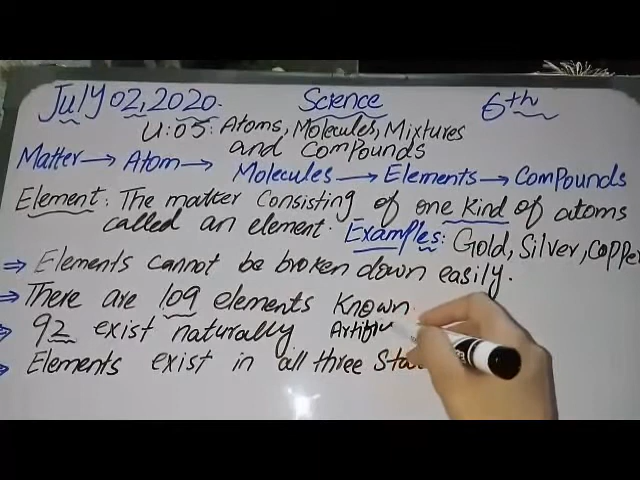 July 02, 2020. Science 6th
U:05: Atoms, Molecules, Mixtures
and Compounds
Matter → Atom → Molecules → Elements → Compounds
Element: The matter consisting of one kind of atoms
called an element. Examples: Gold, Silver, Copper
⇒ Elements cannot be broken down easily.
⇒ There are 109 elements known.
⇒ 92 exist naturally
⇒ Elements exist in all three